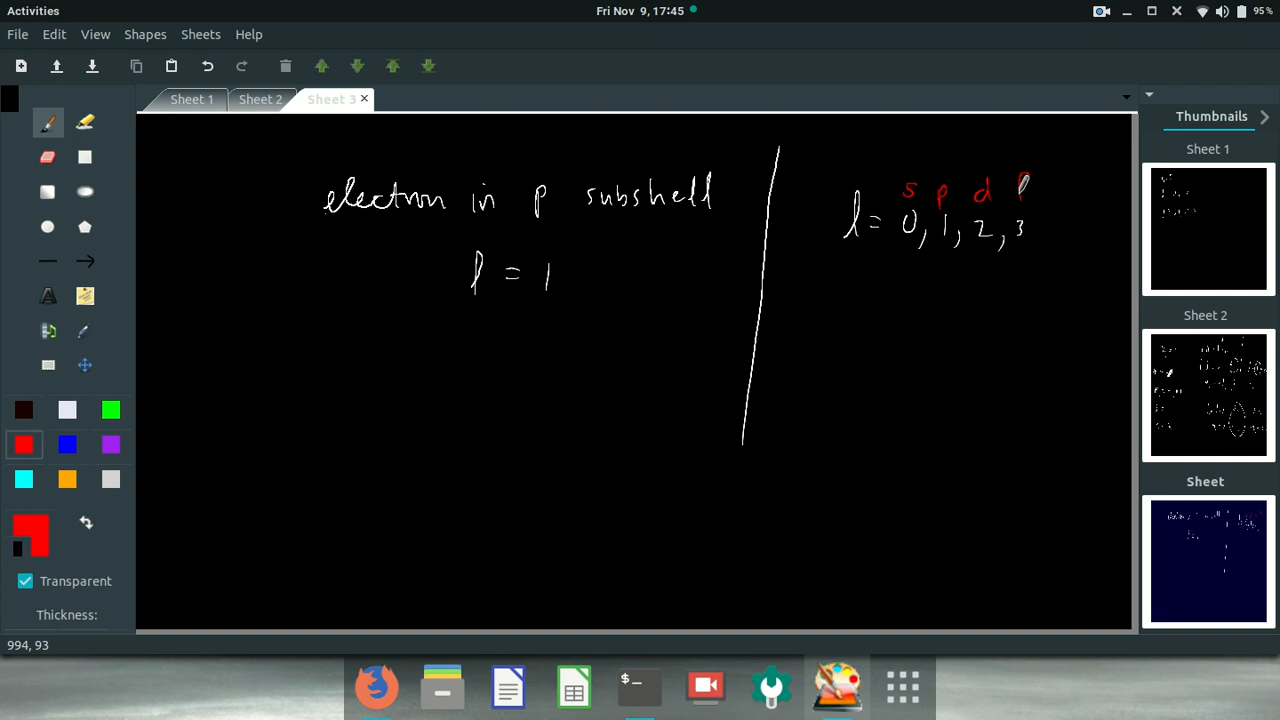 Activities
Fri Nov 9, 17:45
95%
File Edit View Shapes Sheets Help
Sheet 1 Sheet 2 Sheet 3
electron in p subshell
l = 1
s p d f
l = 0, 1, 2, 3
Thumbnails
Sheet 1
Sheet 2
Sheet
Transparent
Thickness:
994, 93